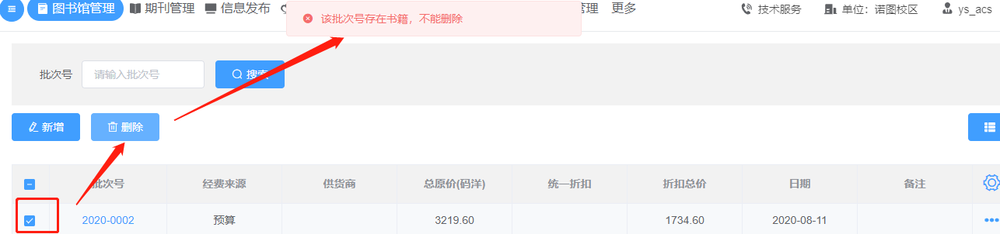 图书馆管理 期刊管理 信息发布 管理 更多 技术服务 单位：诺图校区 ys_acs
该批次号存在书籍，不能删除
批次号 请输入批次号 搜索
新增 删除
批次号 经费来源 供货商 总原价(码洋) 统一折扣 折扣总价 日期 备注
2020-0002 预算 3219.60 1734.60 2020-08-11